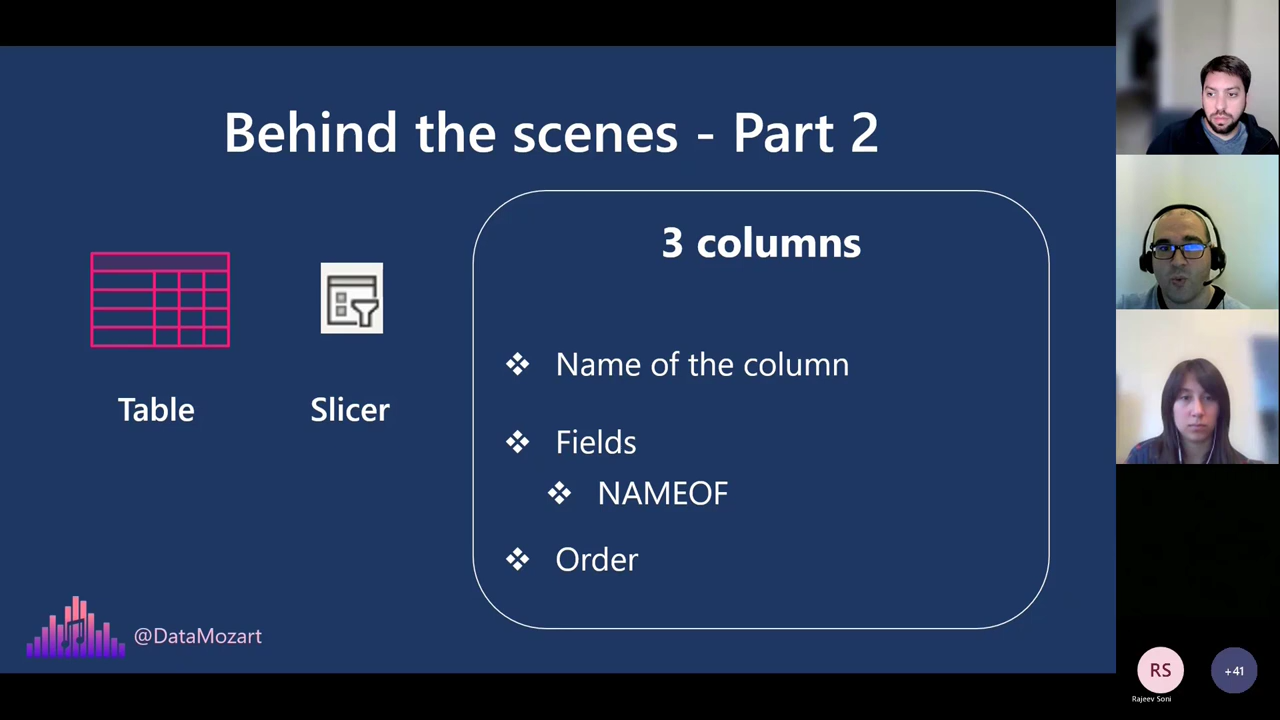 Behind the scenes - Part 2
3 columns
Table
Slicer
Name of the column
Fields
NAMEOF
Order
@DataMozart
RS
+41
Rajeev Soni